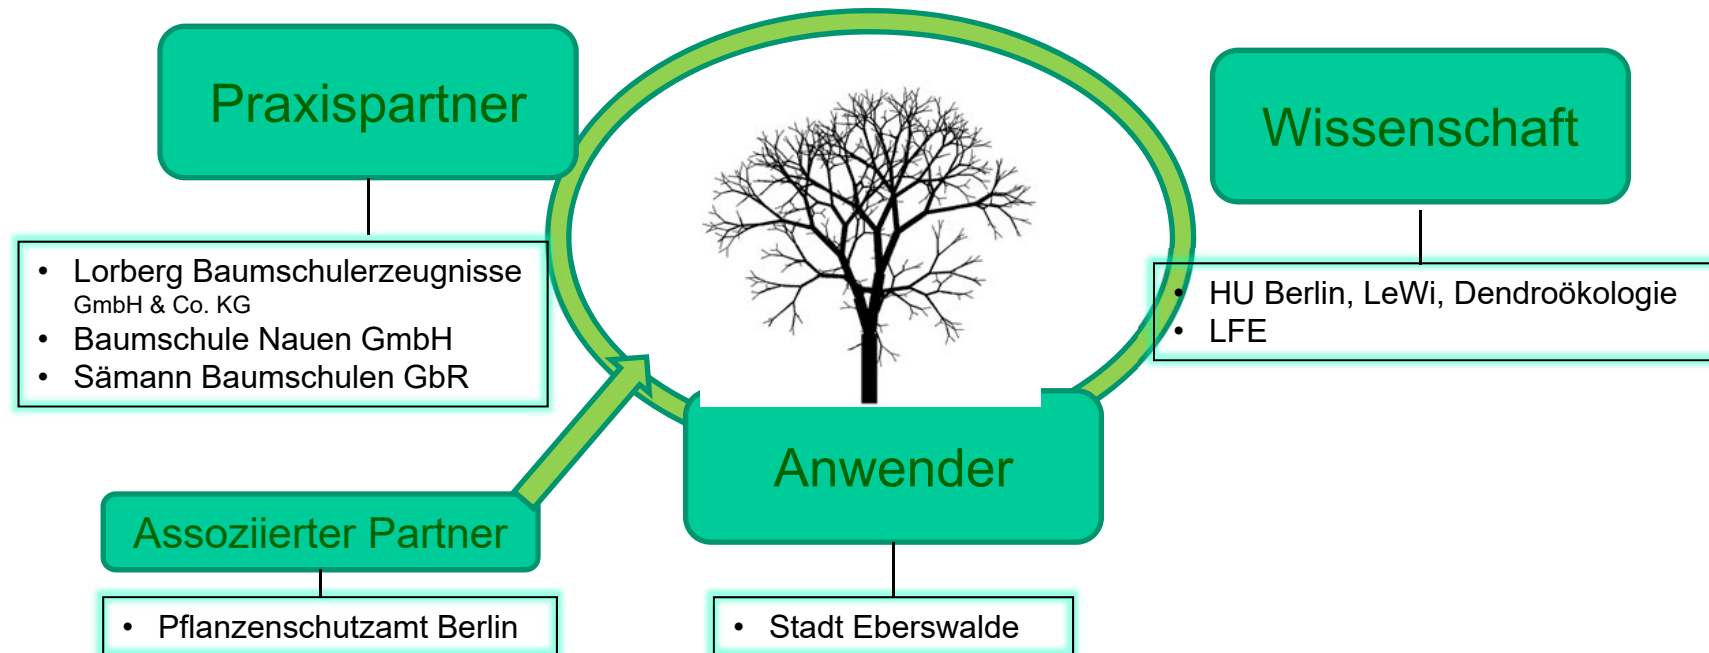 Praxispartner
• Lorberg Baumschulerzeugnisse
GmbH & Co. KG
• Baumschule Nauen GmbH
• Sämann Baumschulen GbR
Wissenschaft
• HU Berlin, LeWi, Dendroökologie
• LFE
Anwender
• Stadt Eberswalde
Assoziierter Partner
• Pflanzenschutzamt Berlin